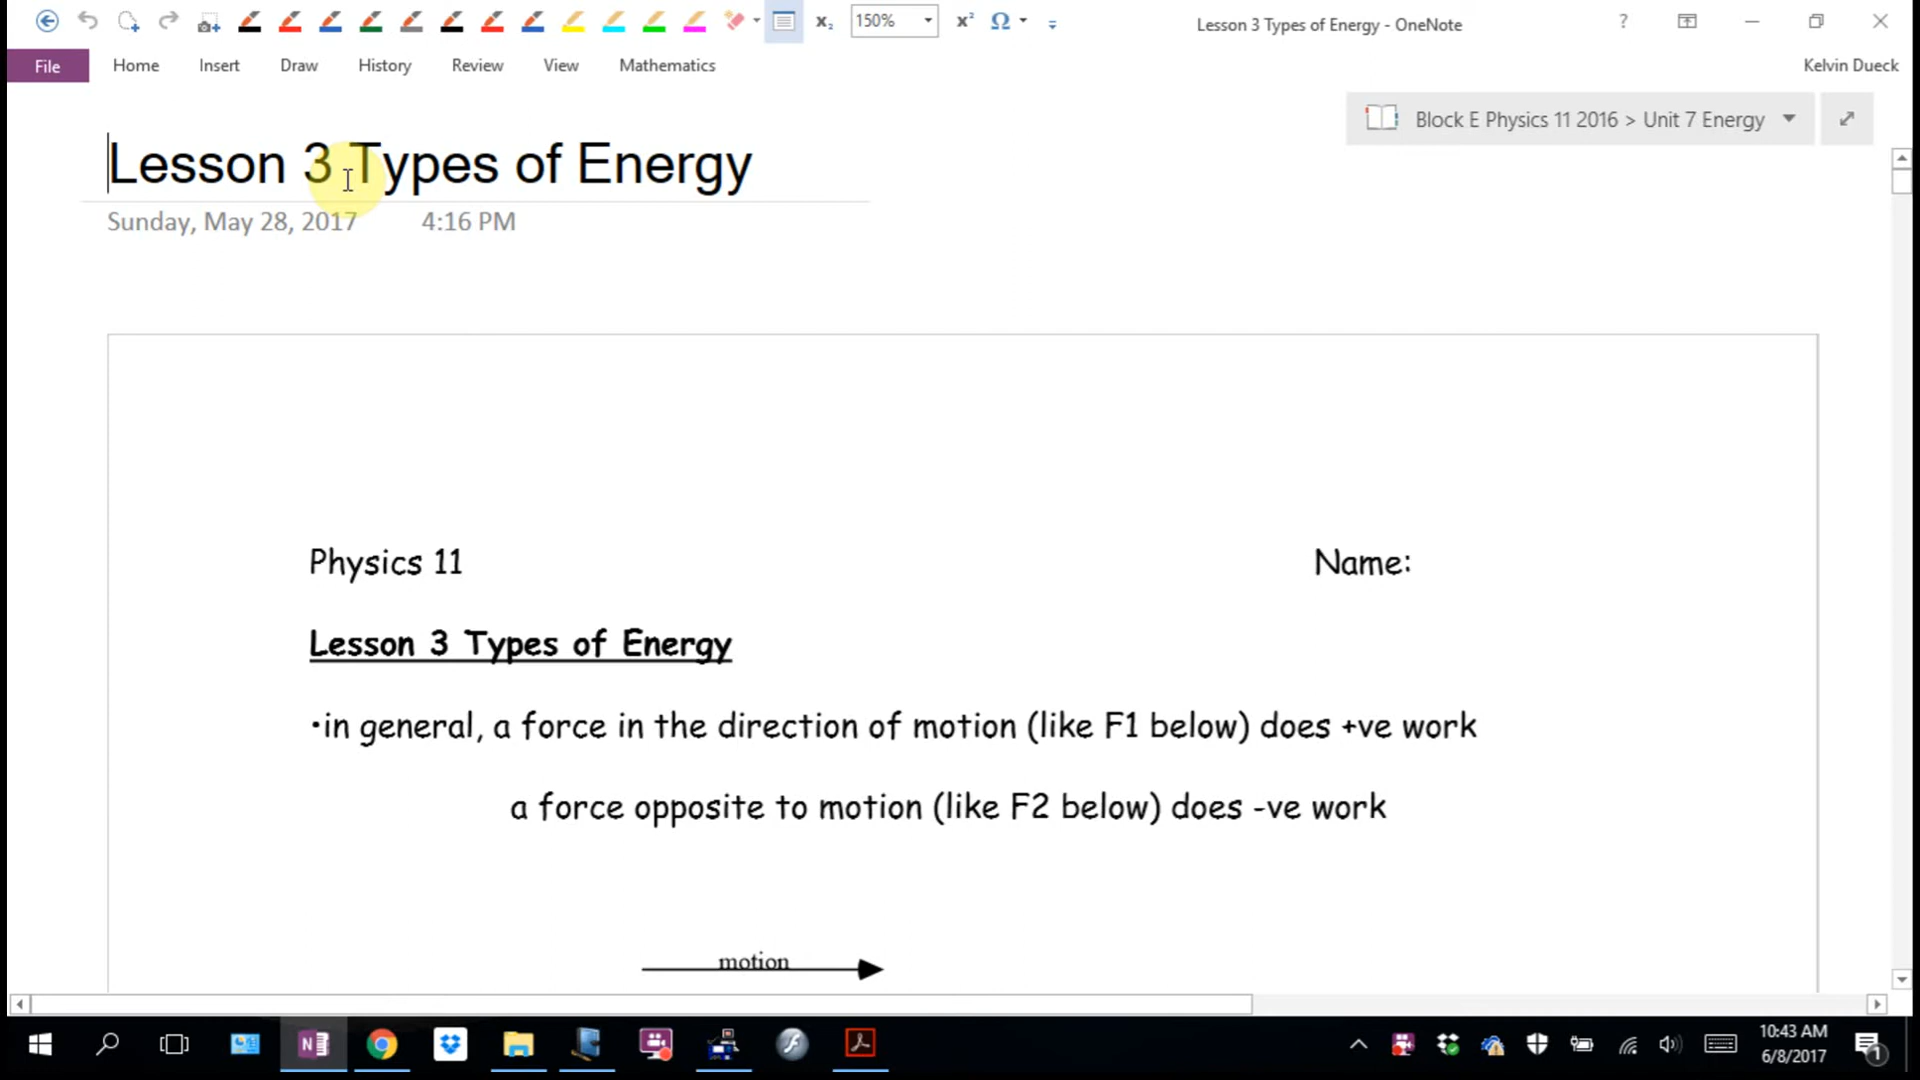 150%
Lesson 3 Types of Energy - OneNote
File Home Insert Draw History Review View Mathematics Kelvin Dueck
Block E Physics 11 2016 > Unit 7 Energy
Lesson 3 Types of Energy
Sunday, May 28, 2017 4:16 PM
Physics 11 Name:
Lesson 3 Types of Energy
•in general, a force in the direction of motion (like F1 below) does +ve work
a force opposite to motion (like F2 below) does -ve work
motion
10:43 AM
6/8/2017